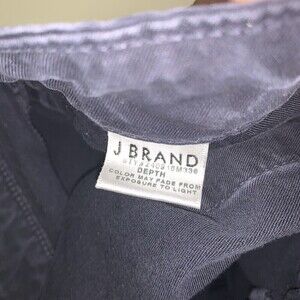 J BRAND
DEPTH
COLOR MAY FADE FROM
EXPOSURE TO LIGHT